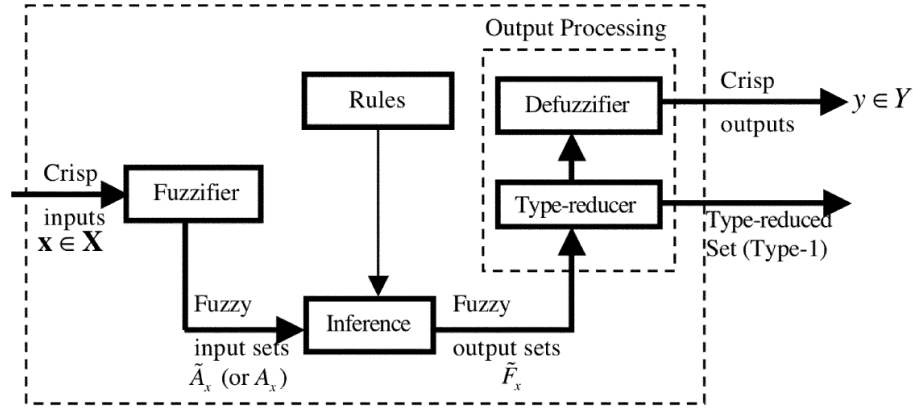 Output Processing
Rules
Defuzzifier
Crisp
outputs
y ∈ Y
Crisp
inputs
x ∈ X
Fuzzifier
Type-reducer
Type-reduced
Set (Type-1)
Fuzzy
input sets
Ã_x (or A_x)
Inference
Fuzzy
output sets
F̃_x